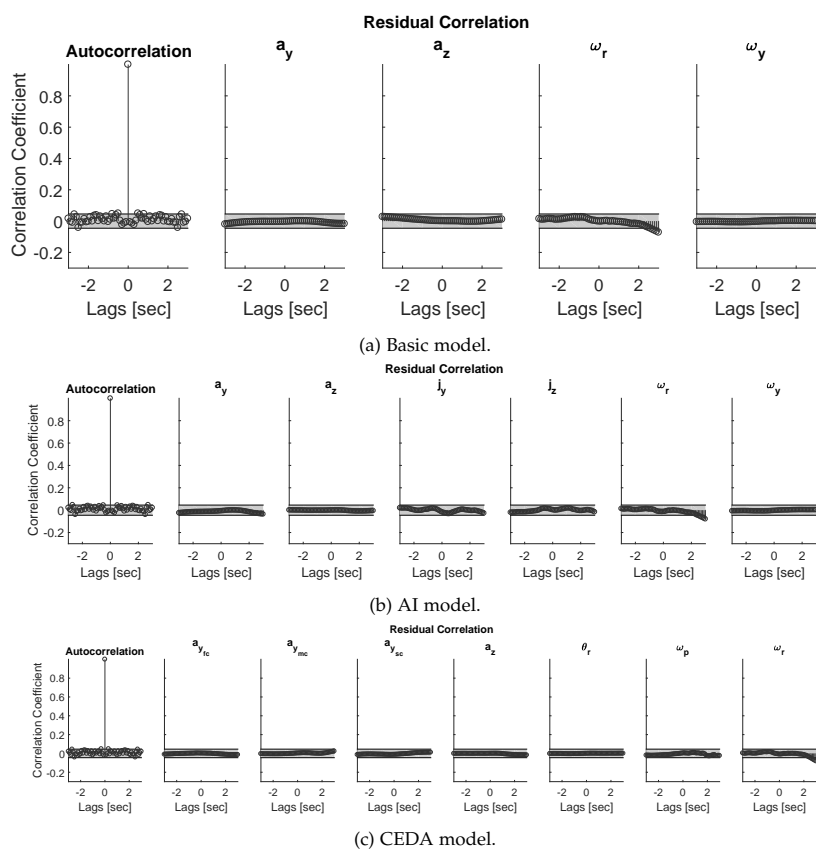 Residual Correlation
Autocorrelation a_y a_z ω_r ω_y
Correlation Coefficient
0.8
0.6
0.4
0.2
0
-0.2
-2 0 2 -2 0 2 -2 0 2 -2 0 2 -2 0 2
Lags [sec] Lags [sec] Lags [sec] Lags [sec] Lags [sec]
(a) Basic model.
Residual Correlation
Autocorrelation a_y a_z j_y j_z ω_r ω_y
Correlation Coefficient
0.8
0.6
0.4
0.2
0
-0.2
-2 0 2 -2 0 2 -2 0 2 -2 0 2 -2 0 2 -2 0 2 -2 0 2
Lags [sec] Lags [sec] Lags [sec] Lags [sec] Lags [sec] Lags [sec] Lags [sec]
(b) AI model.
Residual Correlation
Autocorrelation a_y_fc a_y_mc a_y_sc a_z θ_r ω_p ω_r
Correlation Coefficient
0.8
0.6
0.4
0.2
0
-0.2
-2 0 2 -2 0 2 -2 0 2 -2 0 2 -2 0 2 -2 0 2 -2 0 2 -2 0 2
Lags [sec] Lags [sec] Lags [sec] Lags [sec] Lags [sec] Lags [sec] Lags [sec] Lags [sec]
(c) CEDA model.